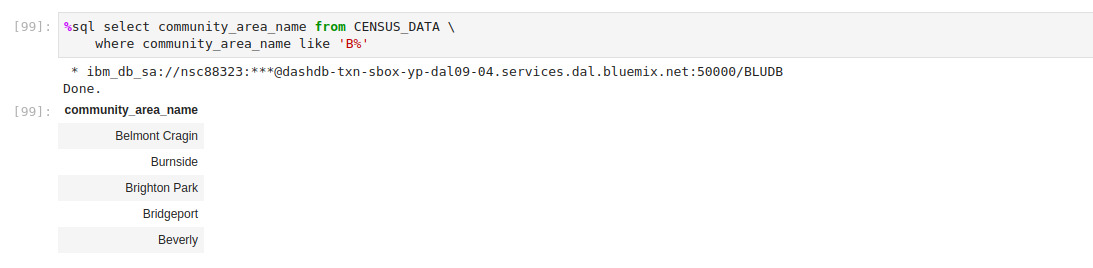 [99]: %sql select community_area_name from CENSUS_DATA \
where community_area_name like 'B%'
* ibm_db_sa://nsc88323:***@dashdb-txn-sbox-yp-dal09-04.services.dal.bluemix.net:50000/BLUDB
Done.
[99]: community_area_name
Belmont Cragin
Burnside
Brighton Park
Bridgeport
Beverly